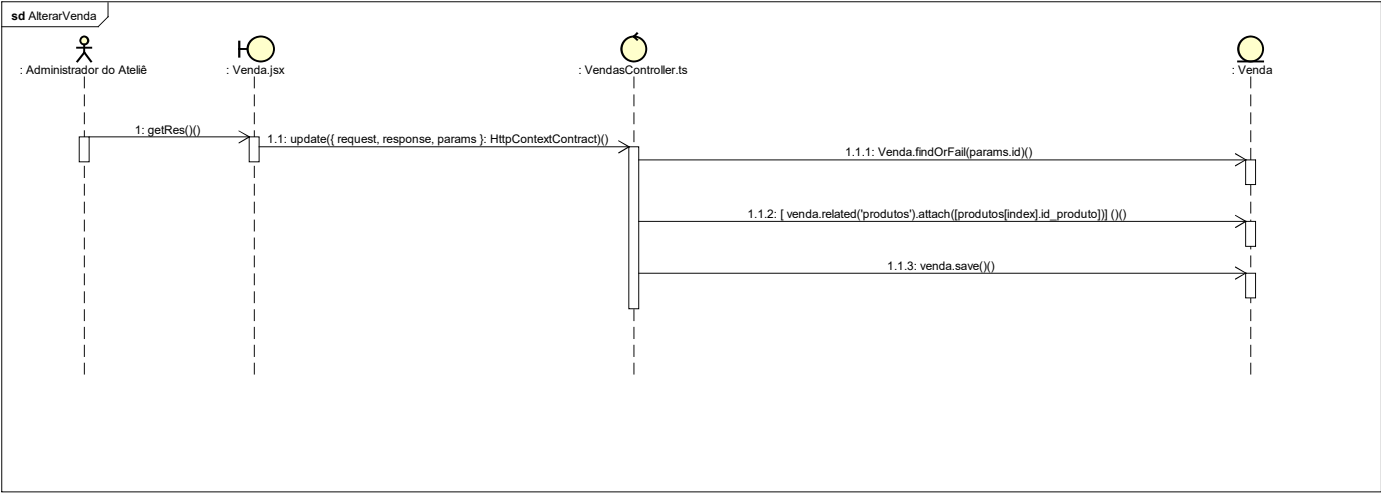 sd AlterarVenda
: Administrador do Ateliê
: Venda.jsx
: VendasController.ts
: Venda
1: getRes()()
1.1: update({ request, response, params }: HttpContextContract)()
1.1.1: Venda.findOrFail(params.id)()
1.1.2: [ venda.related('produtos').attach([produtos[index].id_produto])] ()()
1.1.3: venda.save()()